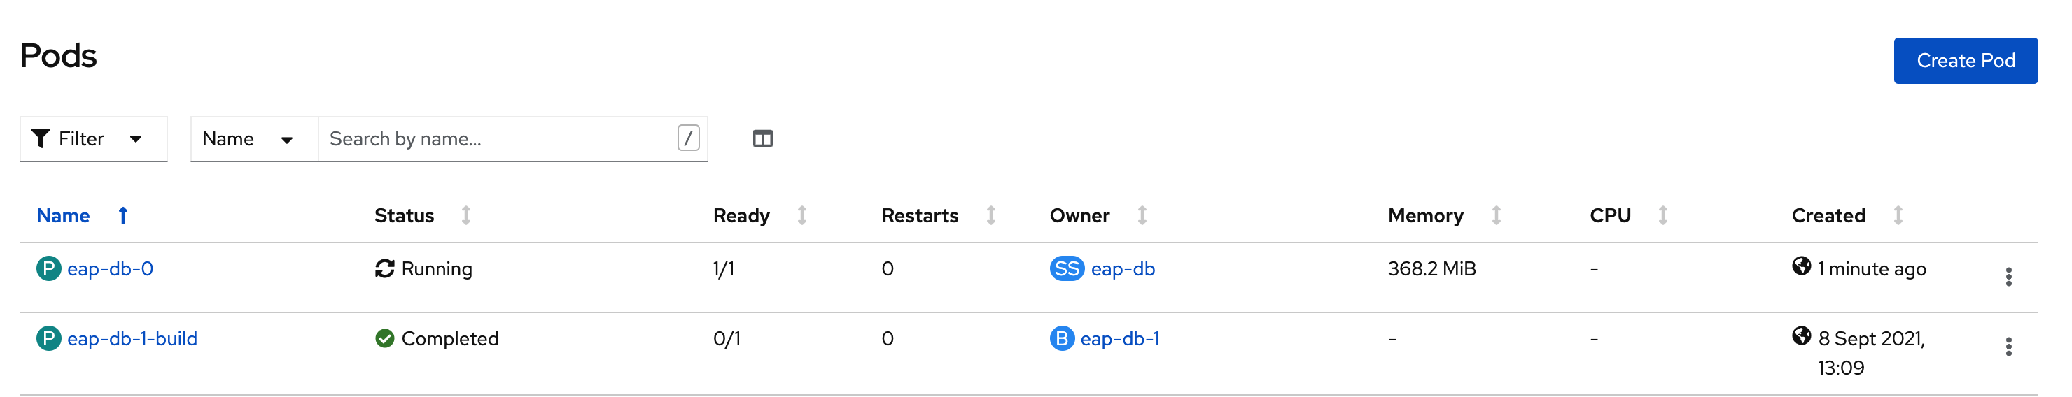 Pods
Create Pod
Filter
Name
Search by name...
/
Name Status Ready Restarts Owner Memory CPU Created
P eap-db-0 Running 1/1 0 SS eap-db 368.2 MiB - 1 minute ago
P eap-db-1-build Completed 0/1 0 B eap-db-1 - - 8 Sept 2021,
13:09